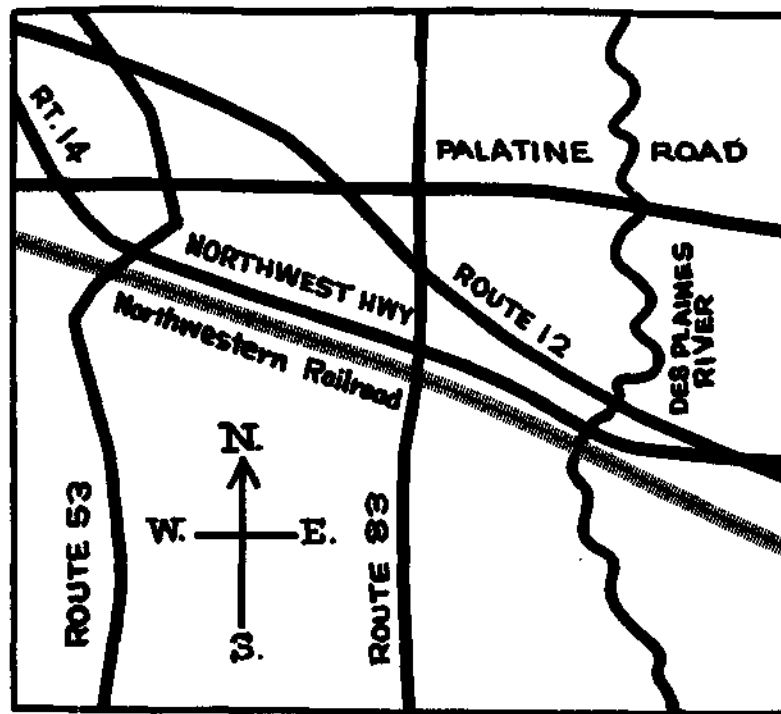 RT. 14
PALATINE ROAD
NORTHWEST HWY
Northwestern Railroad
ROUTE 12
DES PLAINES
RIVER
N.
W. E.
S.
ROUTE 53
ROUTE 83